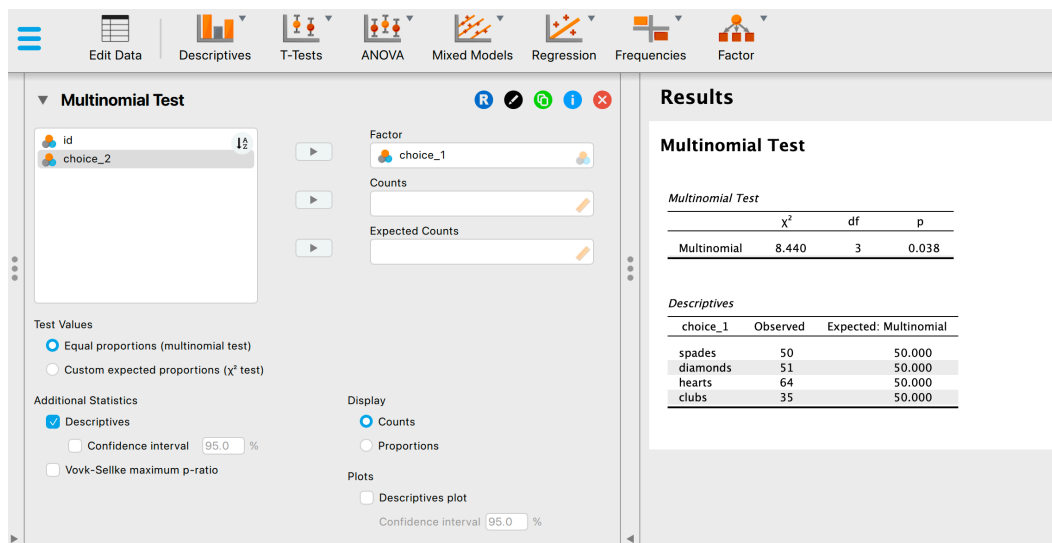 Edit Data Descriptives T-Tests ANOVA Mixed Models Regression Frequencies Factor
Multinomial Test
R
i
id
choice_2
A
Z
Factor
choice_1
Counts
Expected Counts
Test Values
Equal proportions (multinomial test)
Custom expected proportions (χ² test)
Additional Statistics
Descriptives
Confidence interval 95.0 %
Vovk-Sellke maximum p-ratio
Display
Counts
Proportions
Plots
Descriptives plot
Confidence interval 95.0 %
Results
Multinomial Test
Multinomial Test
χ² df p
Multinomial 8.440 3 0.038
Descriptives
choice_1 Observed Expected: Multinomial
spades 50 50.000
diamonds 51 50.000
hearts 64 50.000
clubs 35 50.000